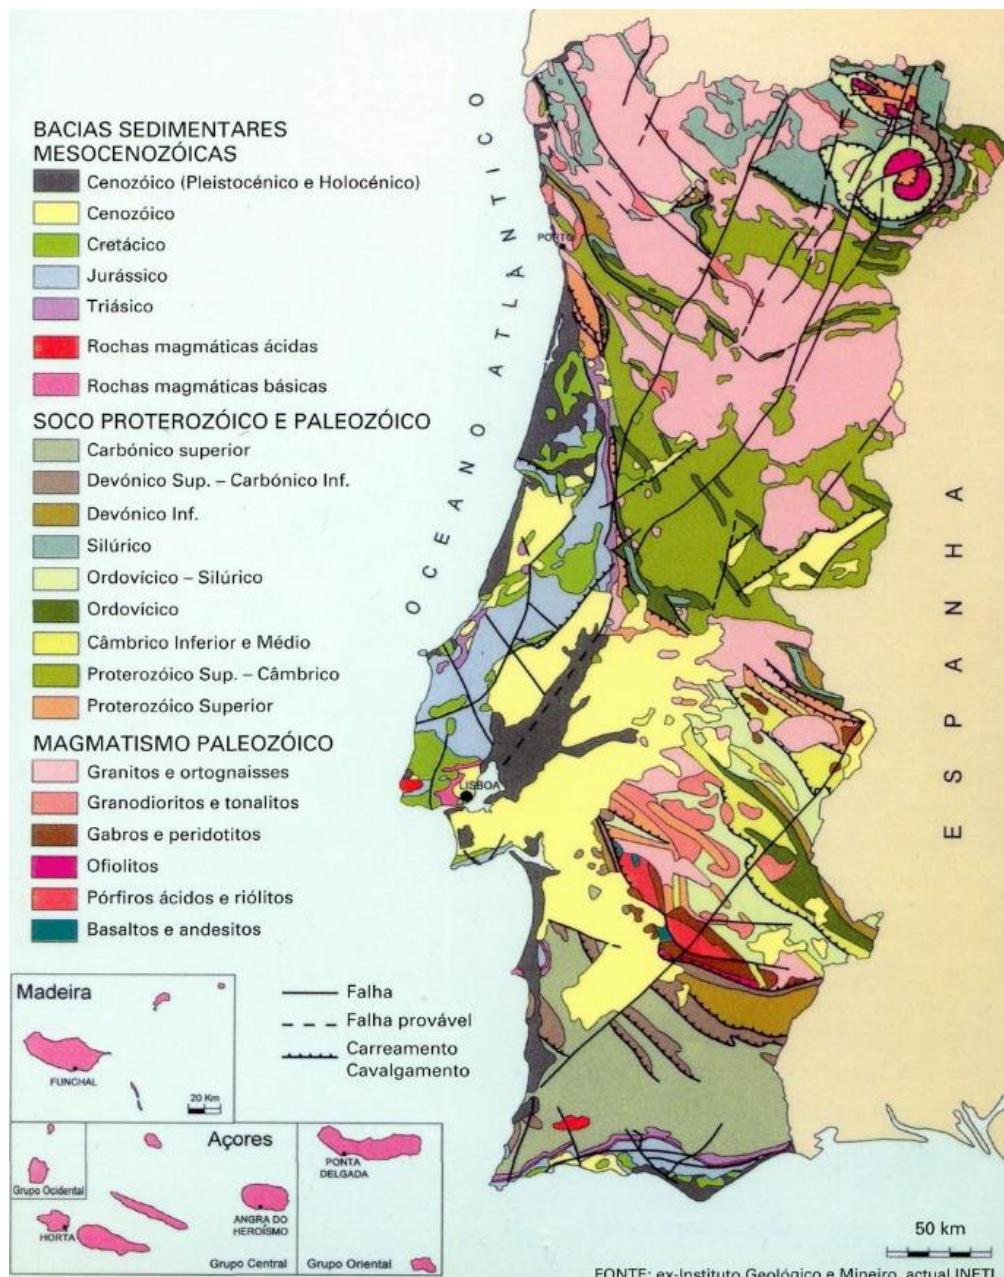 BACIAS SEDIMENTARES
MESOCENOZÓICAS
Cenozóico (Pleistocénico e Holocénico)
Cenozóico
Cretácico
Jurássico
Triásico
Rochas magmáticas ácidas
Rochas magmáticas básicas
SOCO PROTEROZÓICO E PALEOZÓICO
Carbónico superior
Devónico Sup. – Carbónico Inf.
Devónico Inf.
Silúrico
Ordovícico – Silúrico
Ordovícico
Câmbrico Inferior e Médio
Proterozóico Sup. – Câmbrico
Proterozóico Superior
MAGMATISMO PALEOZÓICO
Granitos e ortognaisses
Granodioritos e tonalitos
Gabros e peridotitos
Ofiolitos
Pórfiros ácidos e riólitos
Basaltos e andesitos
OCEANO ATLÂNTICO
PORTO
LISBOA
ESPANHA
Falha
Falha provável
Carreamento
Cavalgamento
Madeira
FUNCHAL
20 Km
Açores
Grupo Ocidental
HORTA
ANGRA DO
HEROÍSMO
Grupo Central
PONTA
DELGADA
Grupo Oriental
50 km
FONTE: ex-Instituto Geológico e Mineiro, actual INETI